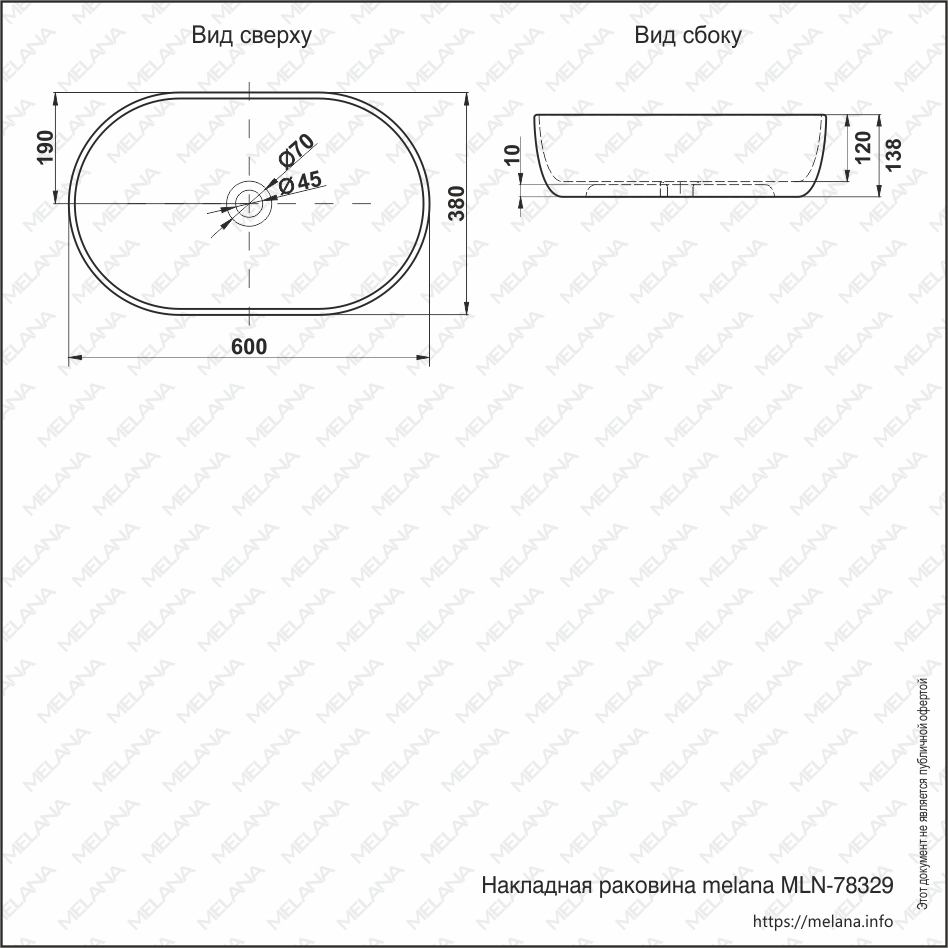 Вид сверху
Вид сбоку
190
Ø70
Ø45
380
600
10
120
138
Накладная раковина melana MLN-78329
https://melana.info
Этот документ не является публичной офертой
MELANA